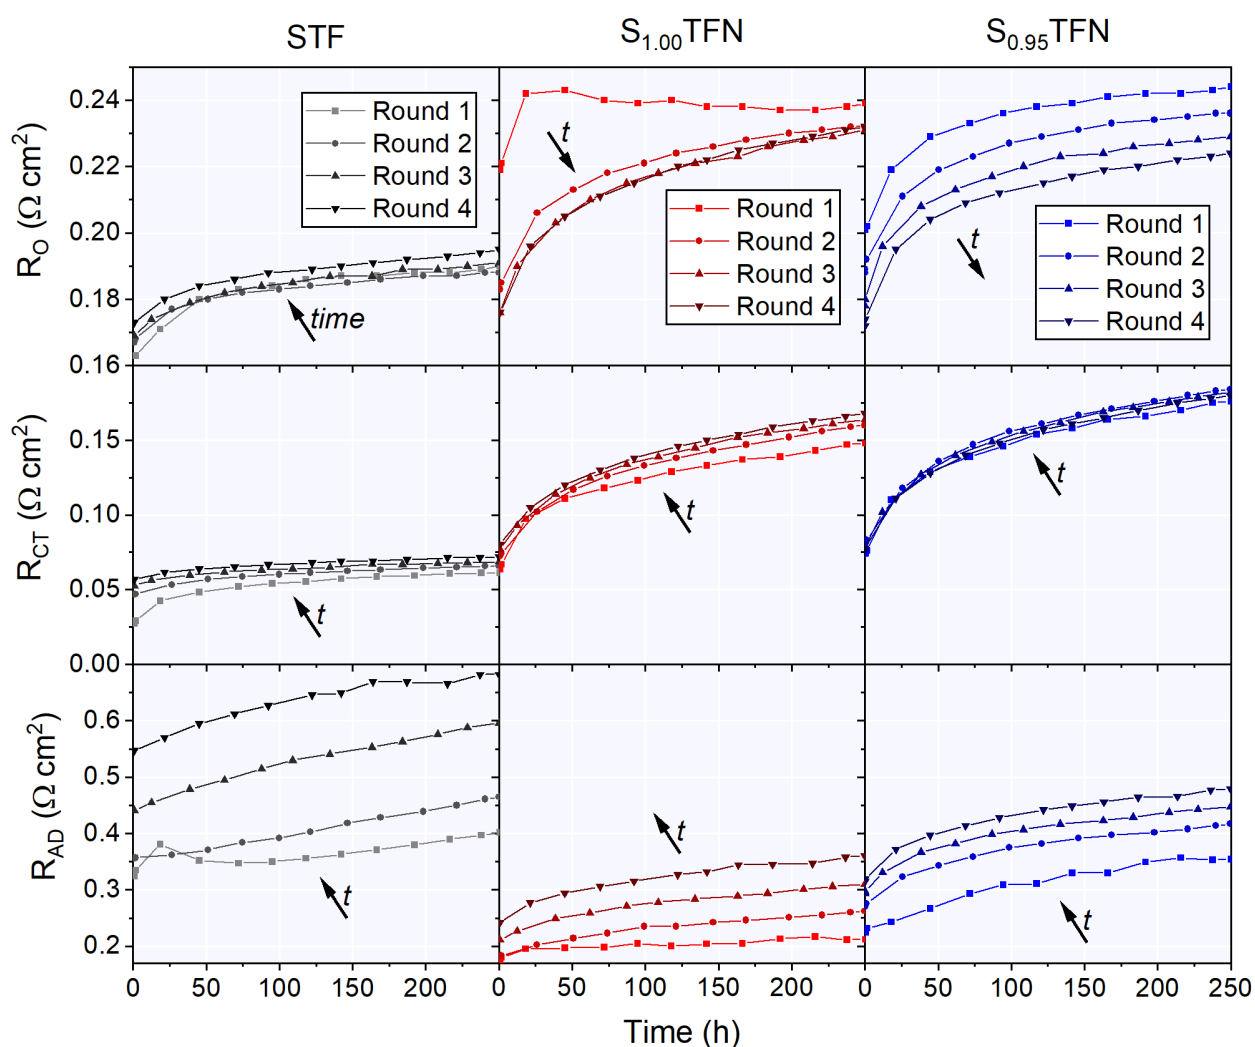 STF S₁.₀₀TFN S₀.₉₅TFN
R_O (Ω cm²)
0.24
0.22
0.20
0.18
0.16
Round 1
Round 2
Round 3
Round 4
time
t
Round 1
Round 2
Round 3
Round 4
t
Round 1
Round 2
Round 3
Round 4
R_CT (Ω cm²)
0.15
0.10
0.05
0.00
t
t
t
R_AD (Ω cm²)
0.6
0.5
0.4
0.3
0.2
t
t
t
0 50 100 150 200 0 50 100 150 200 0 50 100 150 200 250
Time (h)